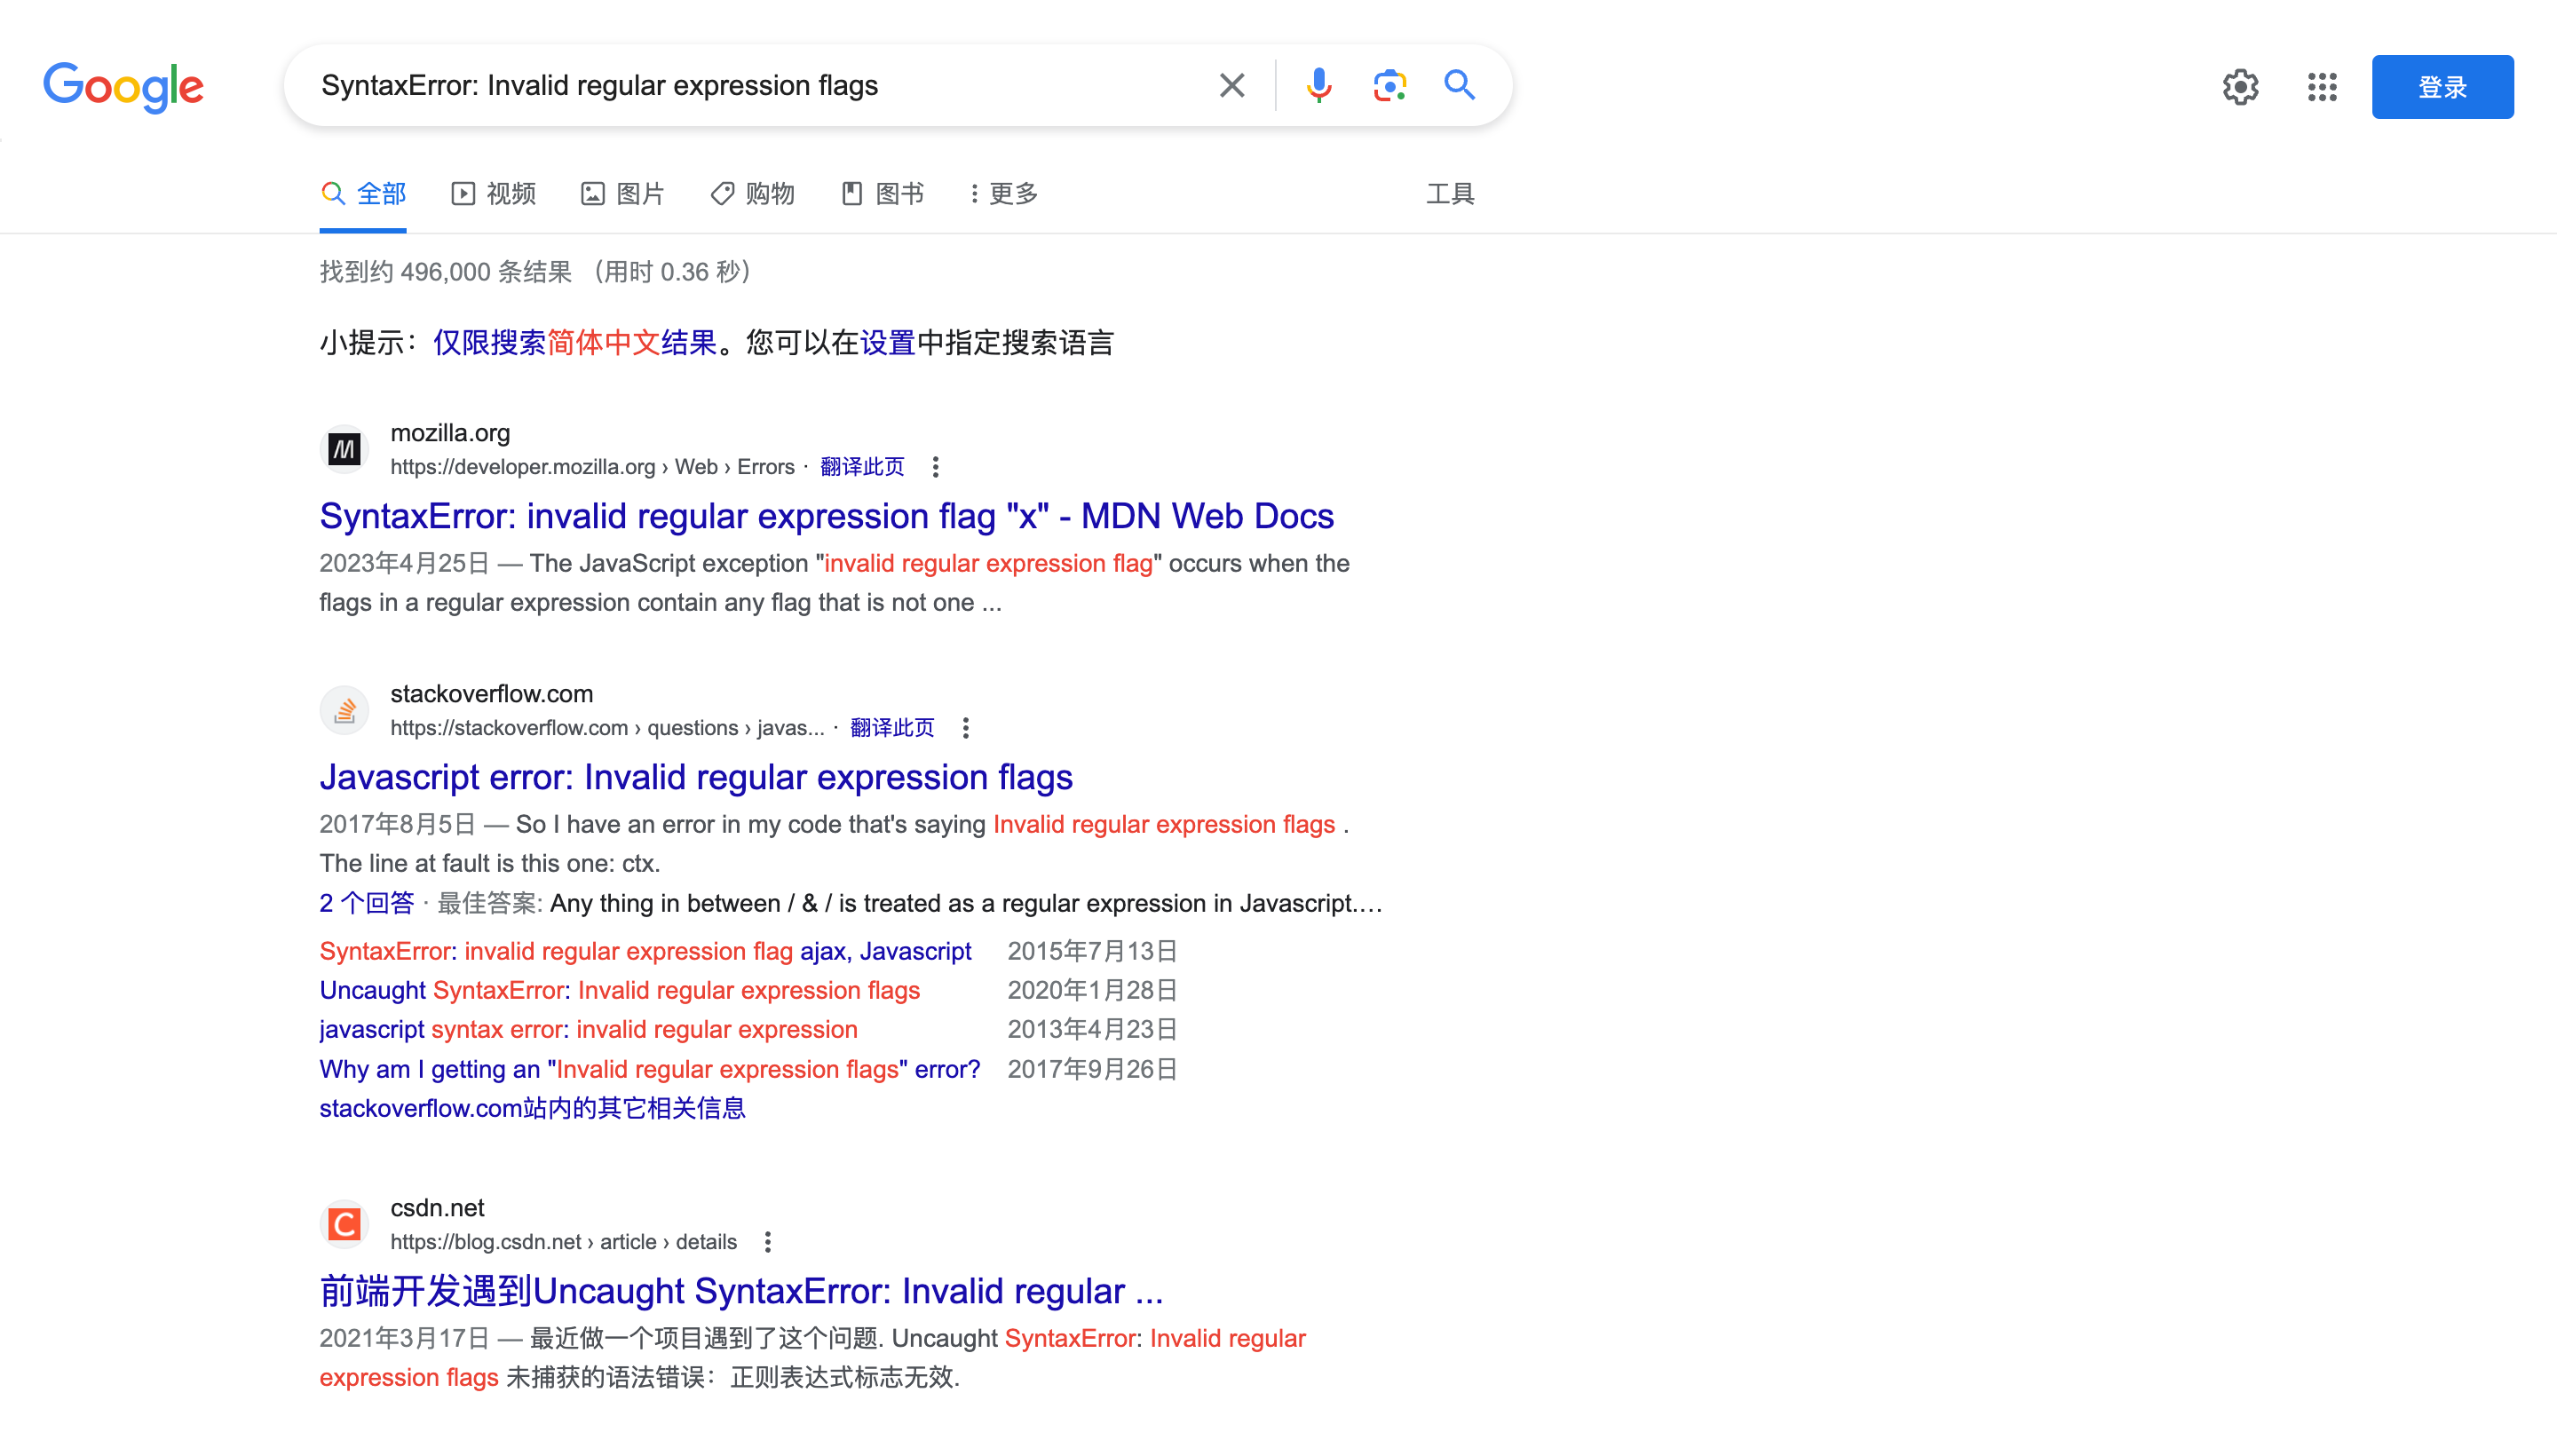 Google
SyntaxError: Invalid regular expression flags
登录
全部 视频 图片 购物 图书 更多 工具
找到约 496,000 条结果 （用时 0.36 秒）
小提示：仅限搜索简体中文结果。您可以在设置中指定搜索语言
mozilla.org
https://developer.mozilla.org › Web › Errors · 翻译此页
SyntaxError: invalid regular expression flag "x" - MDN Web Docs
2023年4月25日 — The JavaScript exception "invalid regular expression flag" occurs when the
flags in a regular expression contain any flag that is not one ...
stackoverflow.com
https://stackoverflow.com › questions › javas... · 翻译此页
Javascript error: Invalid regular expression flags
2017年8月5日 — So I have an error in my code that's saying Invalid regular expression flags .
The line at fault is this one: ctx.
2 个回答 · 最佳答案: Any thing in between / & / is treated as a regular expression in Javascript....
SyntaxError: invalid regular expression flag ajax, Javascript 2015年7月13日
Uncaught SyntaxError: Invalid regular expression flags 2020年1月28日
javascript syntax error: invalid regular expression 2013年4月23日
Why am I getting an "Invalid regular expression flags" error? 2017年9月26日
stackoverflow.com站内的其它相关信息
csdn.net
https://blog.csdn.net › article › details
前端开发遇到Uncaught SyntaxError: Invalid regular ...
2021年3月17日 — 最近做一个项目遇到了这个问题. Uncaught SyntaxError: Invalid regular
expression flags 未捕获的语法错误：正则表达式标志无效.